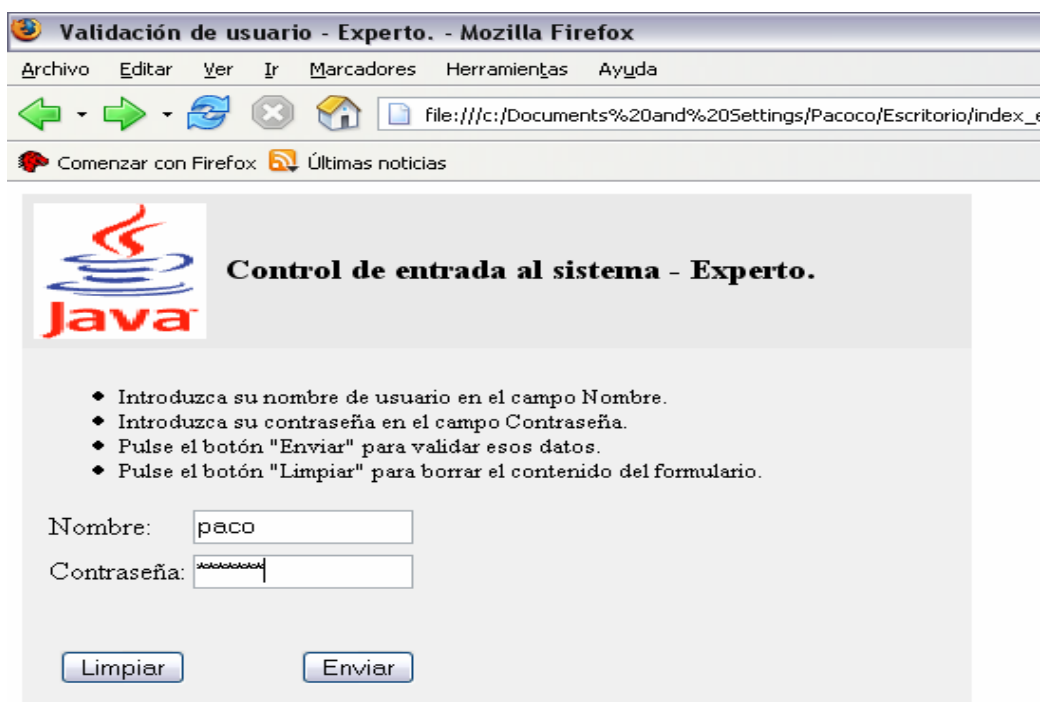 Validación de usuario - Experto. - Mozilla Firefox
Archivo Editar Ver Ir Marcadores Herramientas Ayuda
file:///c:/Documents%20and%20Settings/Pacoco/Escritorio/index_e
Comenzar con Firefox Últimas noticias
Java
Control de entrada al sistema - Experto.
• Introduzca su nombre de usuario en el campo Nombre.
• Introduzca su contraseña en el campo Contraseña.
• Pulse el botón "Enviar" para validar esos datos.
• Pulse el botón "Limpiar" para borrar el contenido del formulario.
Nombre: paco
Contraseña: ********
Limpiar Enviar